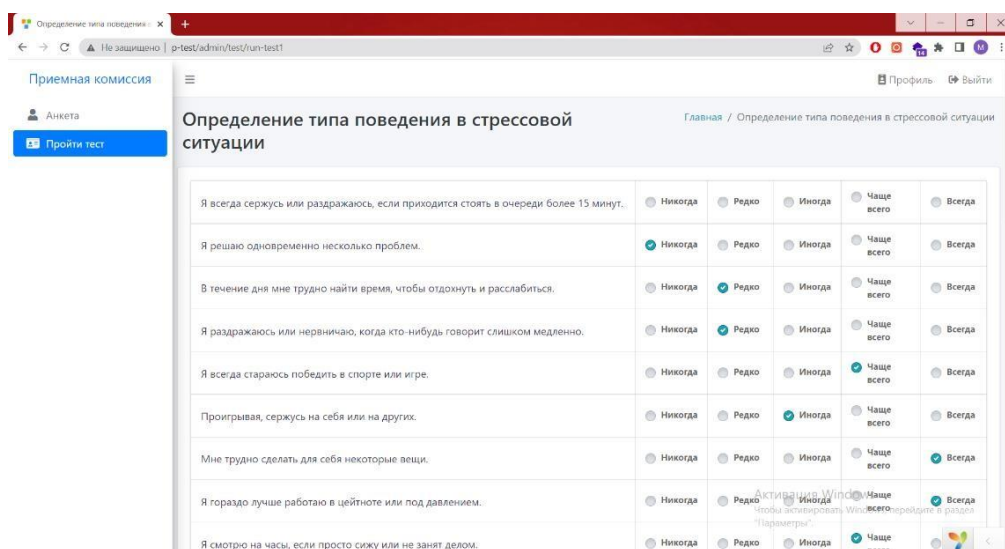 Определение типа поведения с
Не защищено p-test/admin/test/run-test1
M
Приемная комиссия
Профиль Выйти
Анкета
Пройти тест
Определение типа поведения в стрессовой
ситуации
Главная / Определение типа поведения в стрессовой ситуации
Я всегда сержусь или раздражаюсь, если приходится стоять в очереди более 15 минут. Никогда Редко Иногда Чаще всего Всегда
Я решаю одновременно несколько проблем. Никогда Редко Иногда Чаще всего Всегда
В течение дня мне трудно найти время, чтобы отдохнуть и расслабиться. Никогда Редко Иногда Чаще всего Всегда
Я раздражаюсь или нервничаю, когда кто-нибудь говорит слишком медленно. Никогда Редко Иногда Чаще всего Всегда
Я всегда стараюсь победить в спорте или игре. Никогда Редко Иногда Чаще всего Всегда
Проигрывая, сержусь на себя или на других. Никогда Редко Иногда Чаще всего Всегда
Мне трудно сделать для себя некоторые вещи. Никогда Редко Иногда Чаще всего Всегда
Я гораздо лучше работаю в цейтноте или под давлением. Никогда Редко Иногда Чаще всего Всегда
Активация Windows
Чтобы активировать Windows, перейдите в раздел
"Параметры".
Я смотрю на часы, если просто сижу или не занят делом. Никогда Редко Иногда Чаще